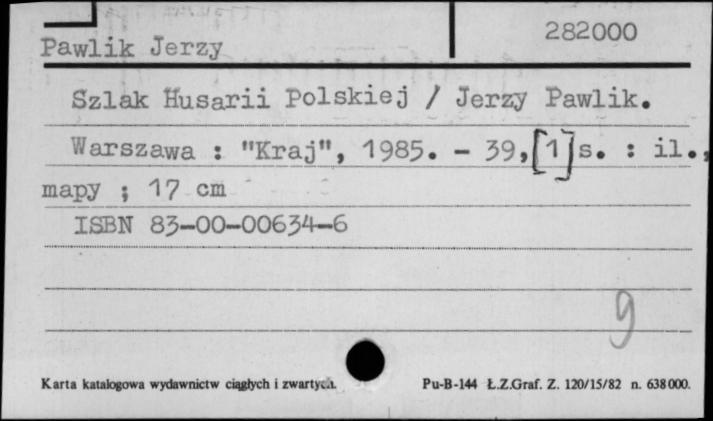 282000
Pawlik Jerzy
Szlak Husarii Polskiej / Jerzy Pawlik.
Warszawa : "Kraj", 1985. - 39,[1]s. : il.,
mapy ; 17 cm
ISBN 83-00-00634-6
9
Karta katalogowa wydawnictw ciągłych i zwartych.
Pu-B-144 Ł.Z.Graf. Z. 120/15/82 n. 638000.